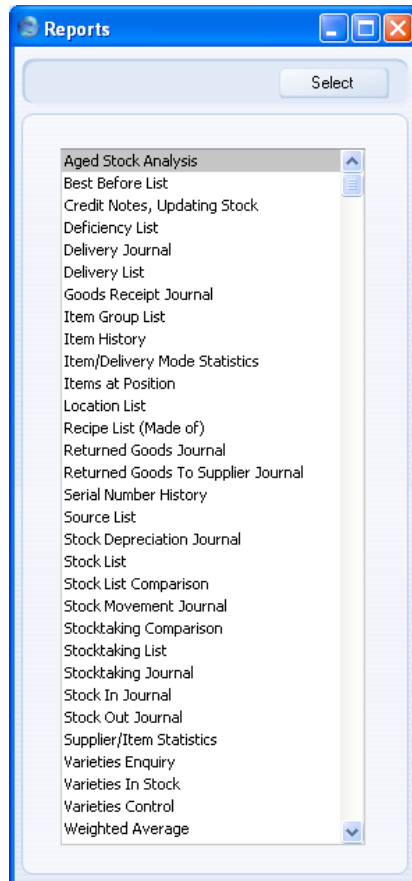 Reports
Select
Aged Stock Analysis
Best Before List
Credit Notes, Updating Stock
Deficiency List
Delivery Journal
Delivery List
Goods Receipt Journal
Item Group List
Item History
Item/Delivery Mode Statistics
Items at Position
Location List
Recipe List (Made of)
Returned Goods Journal
Returned Goods To Supplier Journal
Serial Number History
Source List
Stock Depreciation Journal
Stock List
Stock List Comparison
Stock Movement Journal
Stocktaking Comparison
Stocktaking List
Stocktaking Journal
Stock In Journal
Stock Out Journal
Supplier/Item Statistics
Varieties Enquiry
Varieties In Stock
Varieties Control
Weighted Average